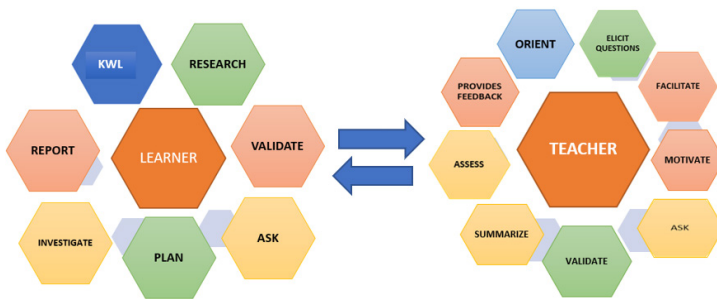 KWL
RESEARCH
REPORT
LEARNER
VALIDATE
INVESTIGATE
PLAN
ASK
ORIENT
ELICIT
QUESTIONS
PROVIDES
FEEDBACK
FACILITATE
TEACHER
ASSESS
MOTIVATE
SUMMARIZE
VALIDATE
ASK